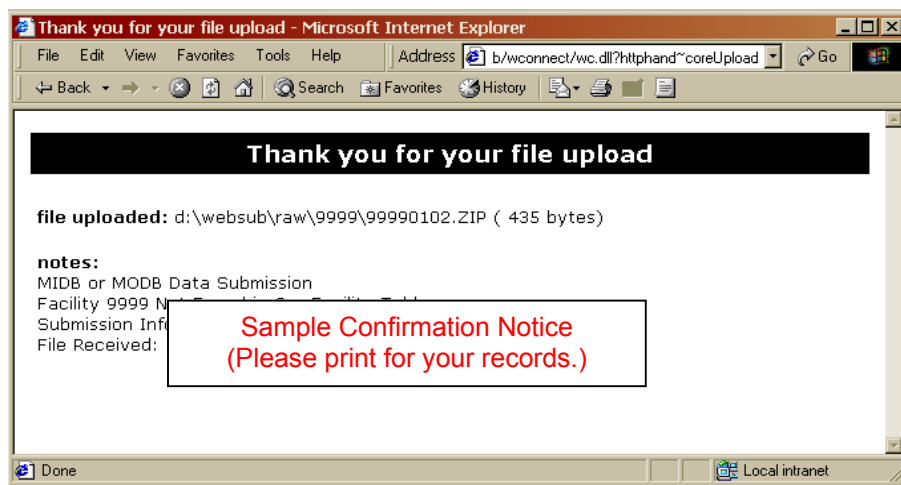 Thank you for your file upload - Microsoft Internet Explorer
File Edit View Favorites Tools Help Address b/wconnect/wc.dll?httphand~coreUpload Go
Back Search Favorites History
Thank you for your file upload
file uploaded: d:\websub\raw\9999\99990102.ZIP ( 435 bytes)
notes:
MIDB or MODB Data Submission
Facility 9999
Submission
File Received:
Sample Confirmation Notice
(Please print for your records.)
Done Local intranet